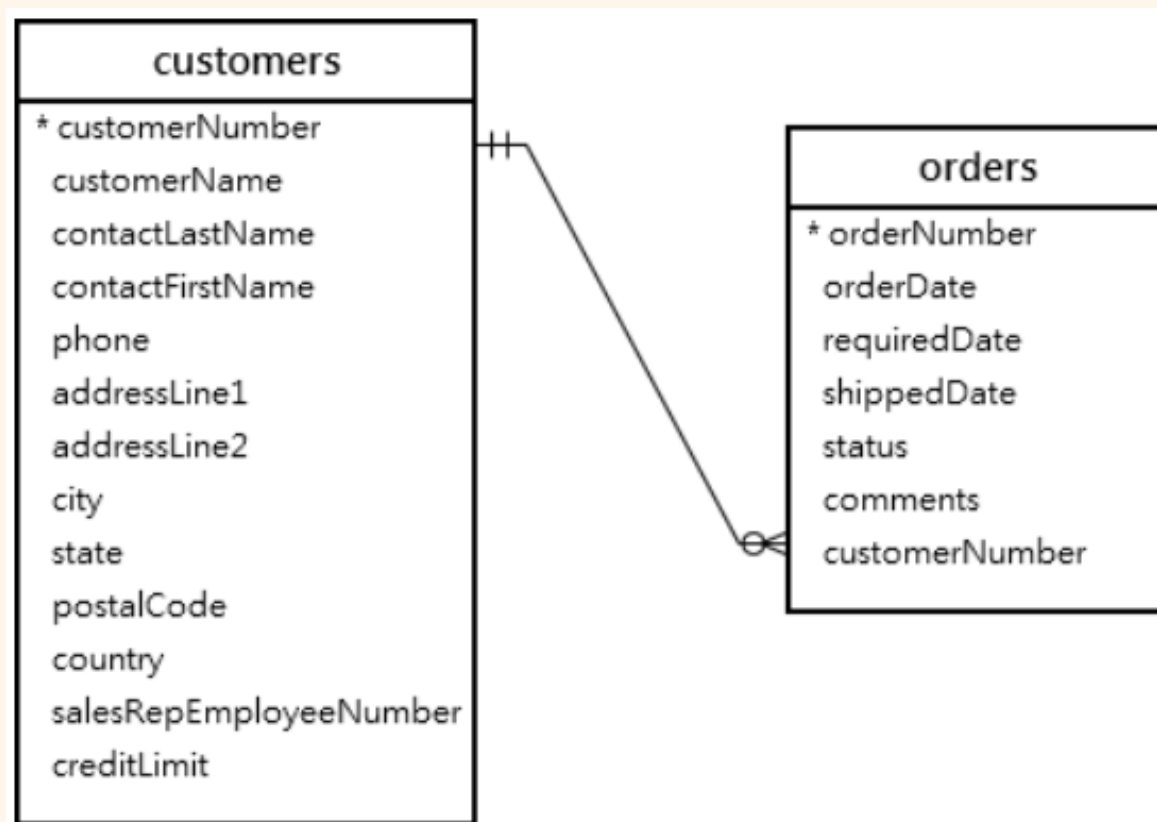 customers
* customerNumber
customerName
contactLastName
contactFirstName
phone
addressLine1
addressLine2
city
state
postalCode
country
salesRepEmployeeNumber
creditLimit
orders
* orderNumber
orderDate
requiredDate
shippedDate
status
comments
customerNumber